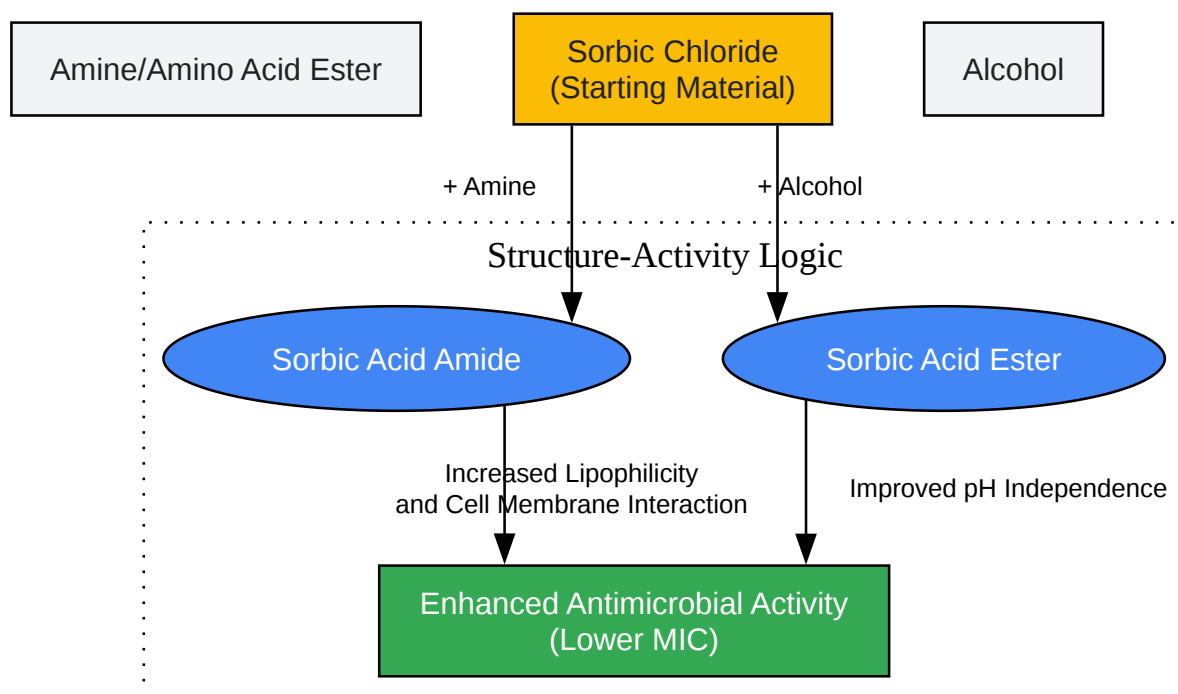 Amine/Amino Acid Ester
Sorbic Chloride
(Starting Material)
Alcohol
+ Amine
+ Alcohol
Structure-Activity Logic
Sorbic Acid Amide
Sorbic Acid Ester
Increased Lipophilicity
and Cell Membrane Interaction
Improved pH Independence
Enhanced Antimicrobial Activity
(Lower MIC)